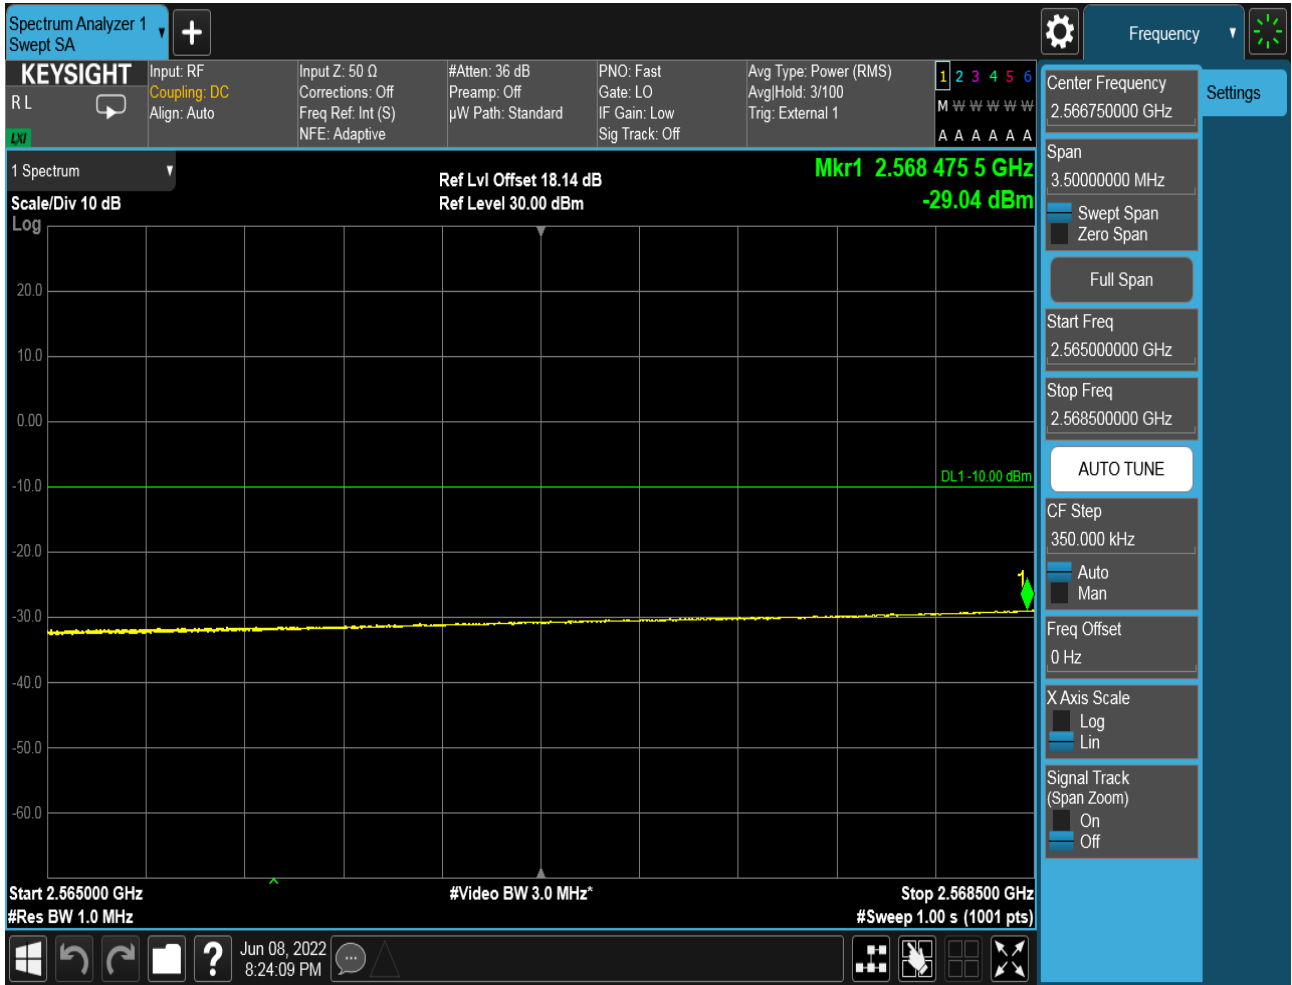 Spectrum Analyzer 1
Swept SA
Frequency
KEYSIGHT
R L
LXI
Input: RF
Coupling: DC
Align: Auto
Input Z: 50 Ω
Corrections: Off
Freq Ref: Int (S)
NFE: Adaptive
#Atten: 36 dB
Preamp: Off
µW Path: Standard
PNO: Fast
Gate: LO
IF Gain: Low
Sig Track: Off
Avg Type: Power (RMS)
Avg|Hold: 3/100
Trig: External 1
1 2 3 4 5 6
M W W W W W
A A A A A A
1 Spectrum
Scale/Div 10 dB
Log
Ref Lvl Offset 18.14 dB
Ref Level 30.00 dBm
Mkr1 2.568 475 5 GHz
-29.04 dBm
20.0
10.0
0.00
-10.0
-20.0
-30.0
-40.0
-50.0
-60.0
DL1 -10.00 dBm
1
Start 2.565000 GHz
#Res BW 1.0 MHz
#Video BW 3.0 MHz*
Stop 2.568500 GHz
#Sweep 1.00 s (1001 pts)
Jun 08, 2022
8:24:09 PM
Center Frequency
2.566750000 GHz
Span
3.50000000 MHz
Swept Span
Zero Span
Full Span
Start Freq
2.565000000 GHz
Stop Freq
2.568500000 GHz
AUTO TUNE
CF Step
350.000 kHz
Auto
Man
Freq Offset
0 Hz
X Axis Scale
Log
Lin
Signal Track
(Span Zoom)
On
Off
Settings